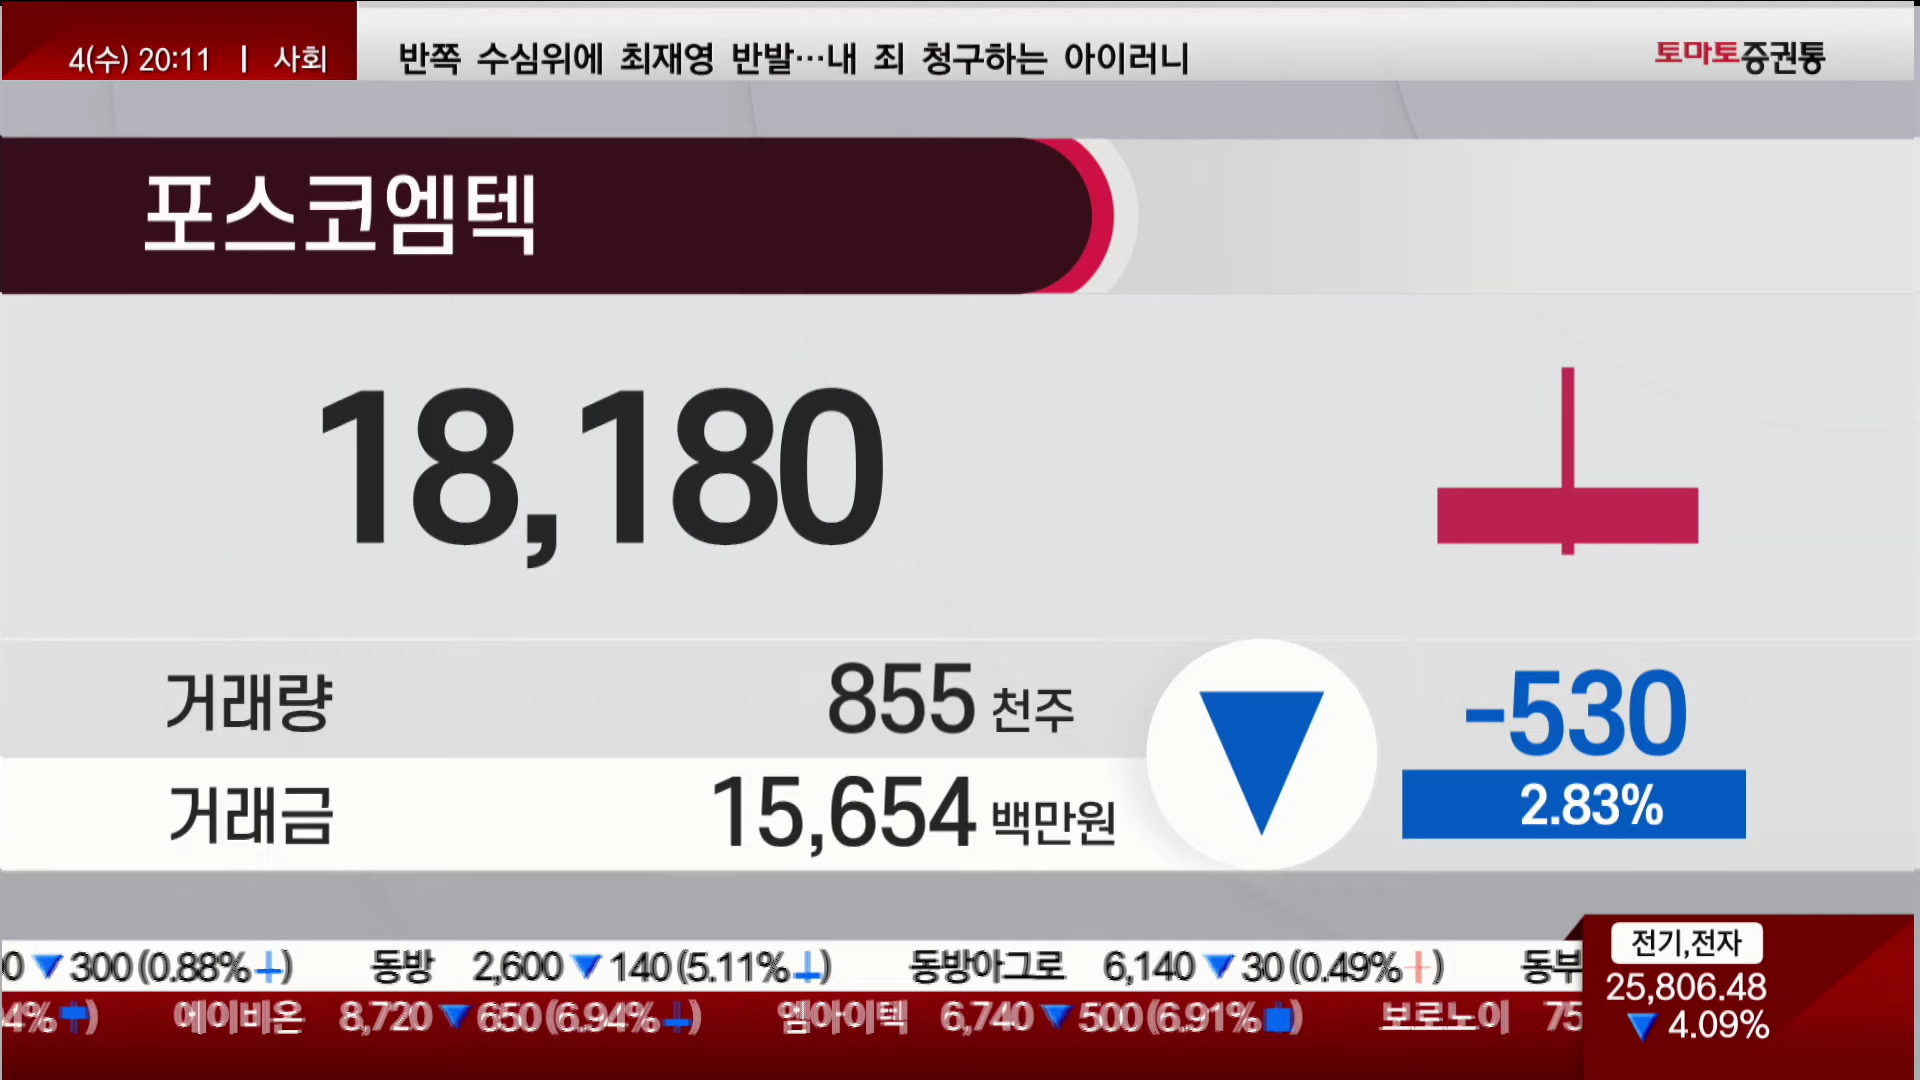 4(수) 20:11 | 사회
반쪽 수심위에 최재영 반발…내 죄 청구하는 아이러니
토마토증권통
포스코엠텍
18,180
거래량 855 천주
-530
2.83%
거래금 15,654 백만원
0 ▼ 300 (0.88% ) 동방 2,600 ▼ 140 (5.11% ) 동방아그로 6,140 ▼ 30 (0.49% ) 동부
4% ) 에이비온 8,720 ▼ 650 (6.94% ) 엠아이텍 6,740 ▼ 500 (6.91% ) 보로노이 75
전기,전자
25,806.48
▼ 4.09%